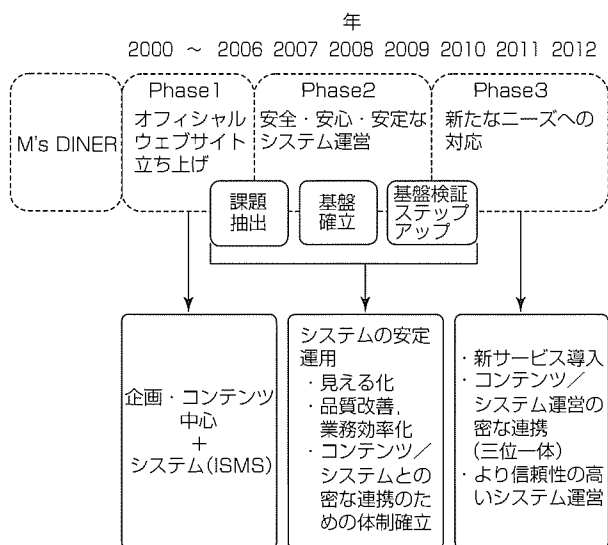 年
2000 ～ 2006 2007 2008 2009 2010 2011 2012
M's DINER
Phase1
オフィシャル
ウェブサイト
立ち上げ
Phase2
安全・安心・安定な
システム運営
Phase3
新たなニーズへの
対応
課題
抽出
基盤
確立
基盤検証
ステップ
アップ
企画・コンテンツ
中心
＋
システム(ISMS)
システムの安定
運用
・見える化
・品質改善,
業務効率化
・コンテンツ／
システムとの
密な連携のた
めの体制確立
・新サービス導入
・コンテンツ／
システム運営の
密な連携
(三位一体)
・より信頼性の高
いシステム運営